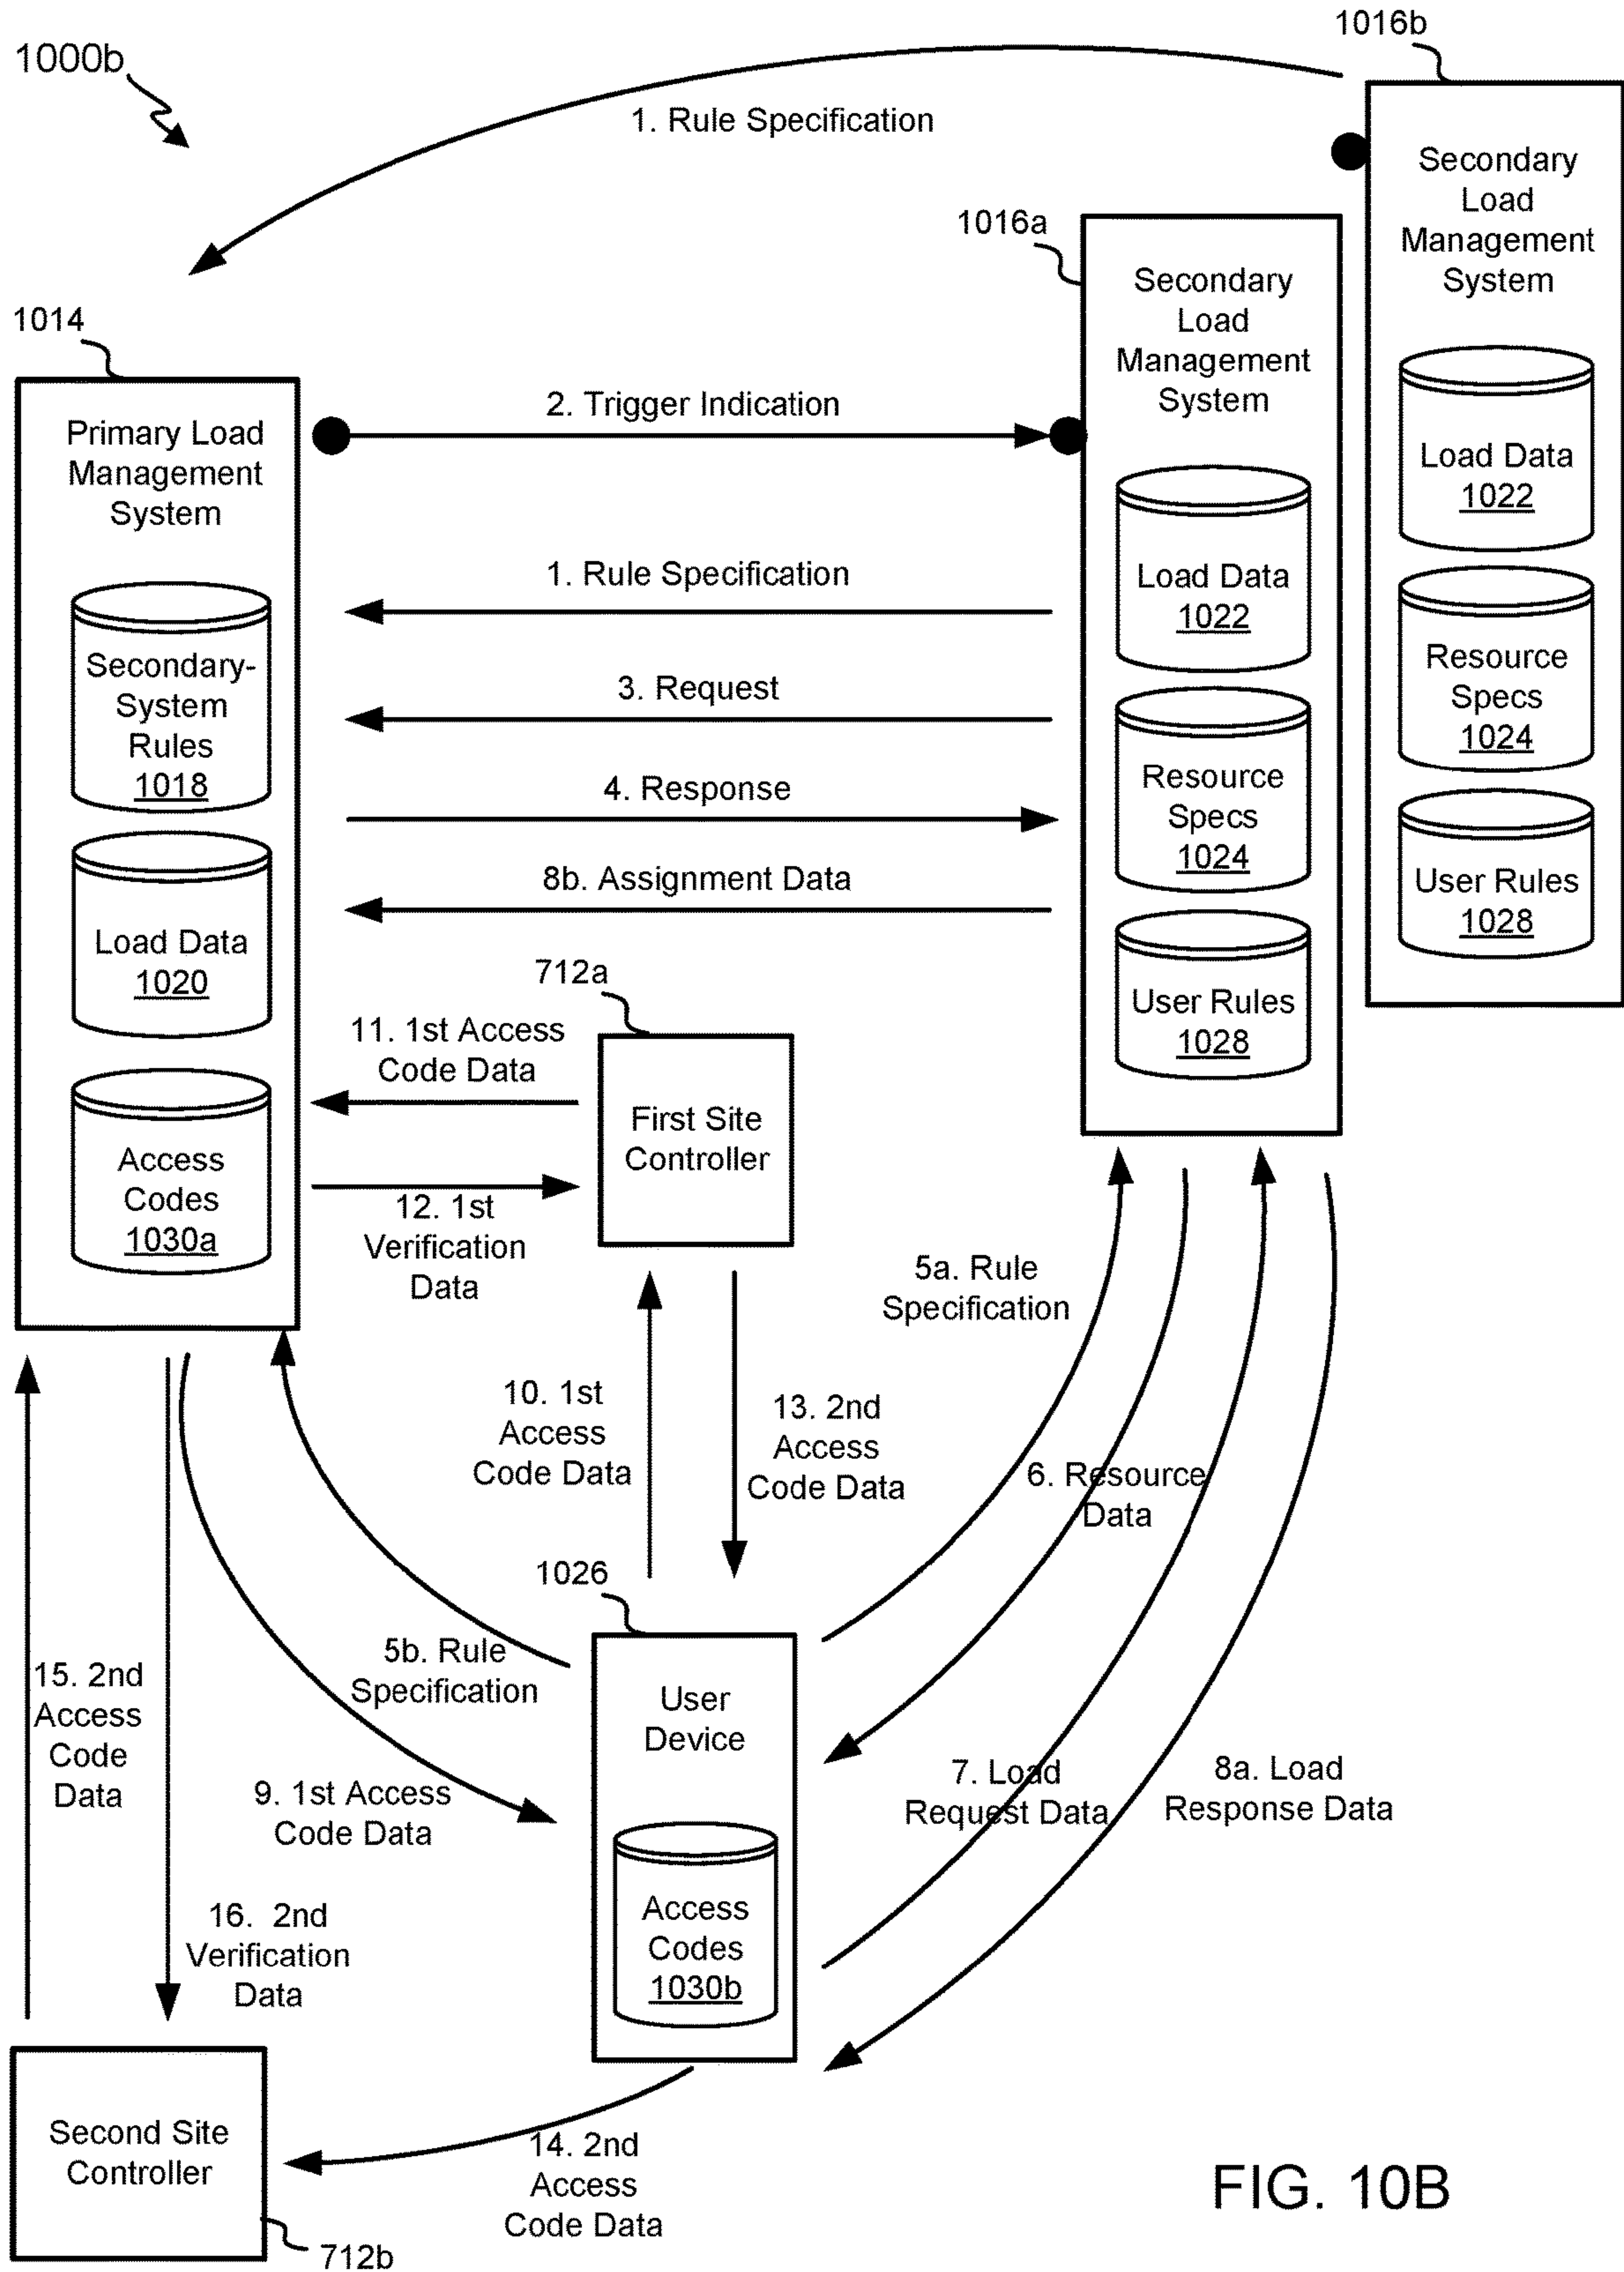 1000b
1016b
1. Rule Specification
Secondary
Load
Management
System
Load Data
1022
Resource
Specs
1024
User Rules
1028
1016a
Secondary
Load
Management
System
Load Data
1022
Resource
Specs
1024
User Rules
1028
1014
Primary Load
Management
System
Secondary-
System
Rules
1018
Load Data
1020
Access
Codes
1030a
2. Trigger Indication
1. Rule Specification
3. Request
4. Response
8b. Assignment Data
712a
First Site
Controller
11. 1st Access
Code Data
12. 1st
Verification
Data
10. 1st
Access
Code Data
13. 2nd
Access
Code Data
5a. Rule
Specification
6. Resource
Data
7. Load
Request Data
8a. Load
Response Data
1026
User
Device
Access
Codes
1030b
5b. Rule
Specification
9. 1st Access
Code Data
15. 2nd
Access
Code
Data
16.  2nd
Verification
Data
Second Site
Controller
712b
14. 2nd
Access
Code Data
FIG. 10B